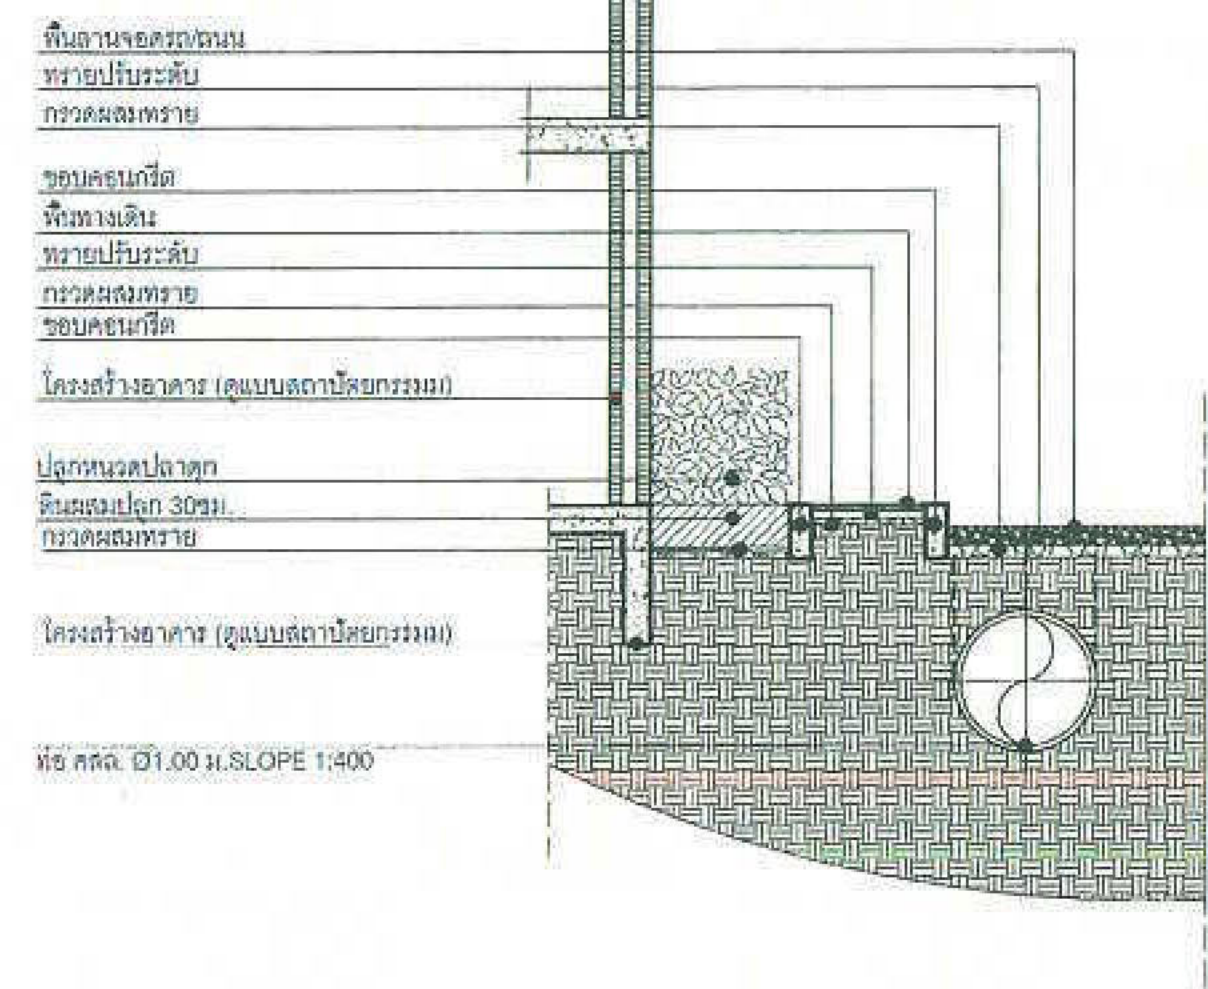 พื้นลานจอดรถ/ถนน
ทรายปรับระดับ
กรวดผสมทราย
ขอบคอนกรีต
พื้นทางเดิน
ทรายปรับระดับ
กรวดผสมทราย
ขอบคอนกรีต
โครงสร้างอาคาร (ดูแบบสถาปัตยกรรมม)
ปลูกหนวดปลาดุก
ดินผสมปลูก 30ซม.
กรวดผสมทราย
โครงสร้างอาคาร (ดูแบบสถาปัตยกรรมม)
ท่อ คสล. Ø1.00 ม.SLOPE 1:400